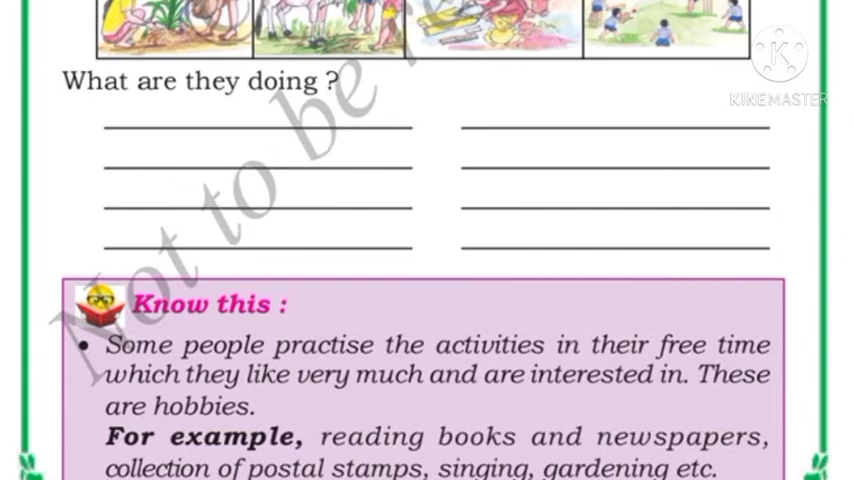 KINEMASTER
What are they doing ?
Not to be re
Know this :
• Some people practise the activities in their free time
which they like very much and are interested in. These
are hobbies.
For example, reading books and newspapers,
collection of postal stamps, singing, gardening etc.